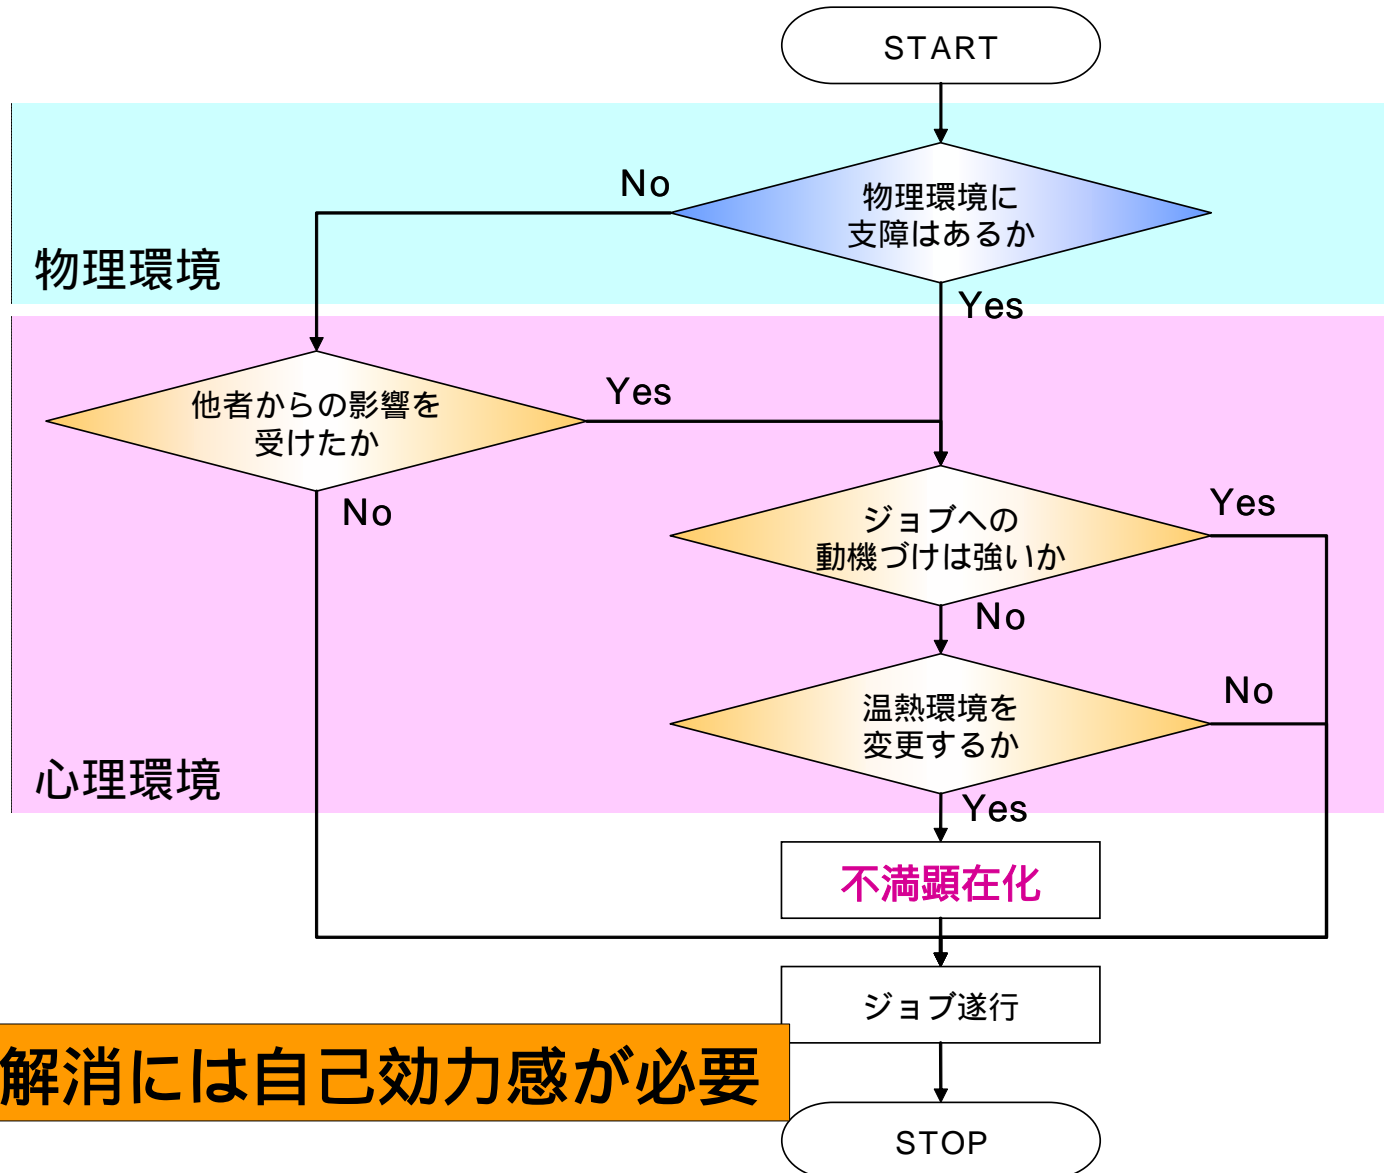 START
No
物理環境に
支障はあるか
物理環境
Yes
他者からの影響を
受けたか
Yes
No
ジョブへの
動機づけは強いか
Yes
No
温熱環境を
変更するか
No
心理環境
Yes
不満顕在化
ジョブ遂行
解消には自己効力感が必要
STOP